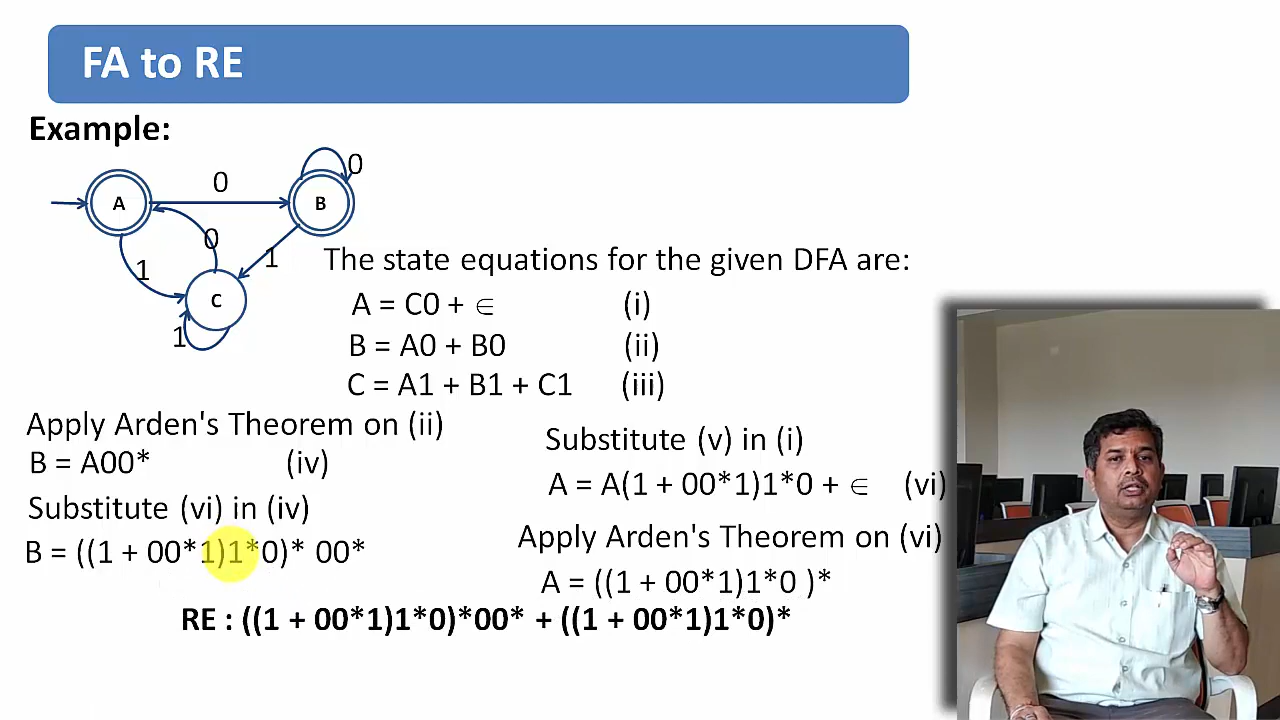 FA to RE
Example:
0
0
A
B
0
1
1
C
1
The state equations for the given DFA are:
A = C0 + ∈ (i)
B = A0 + B0 (ii)
C = A1 + B1 + C1 (iii)
Apply Arden's Theorem on (ii)
B = A00* (iv)
Substitute (vi) in (iv)
B = ((1 + 00*1)1*0)* 00*
Substitute (v) in (i)
A = A(1 + 00*1)1*0 + ∈ (vi)
Apply Arden's Theorem on (vi)
A = ((1 + 00*1)1*0 )*
RE : ((1 + 00*1)1*0)*00* + ((1 + 00*1)1*0)*